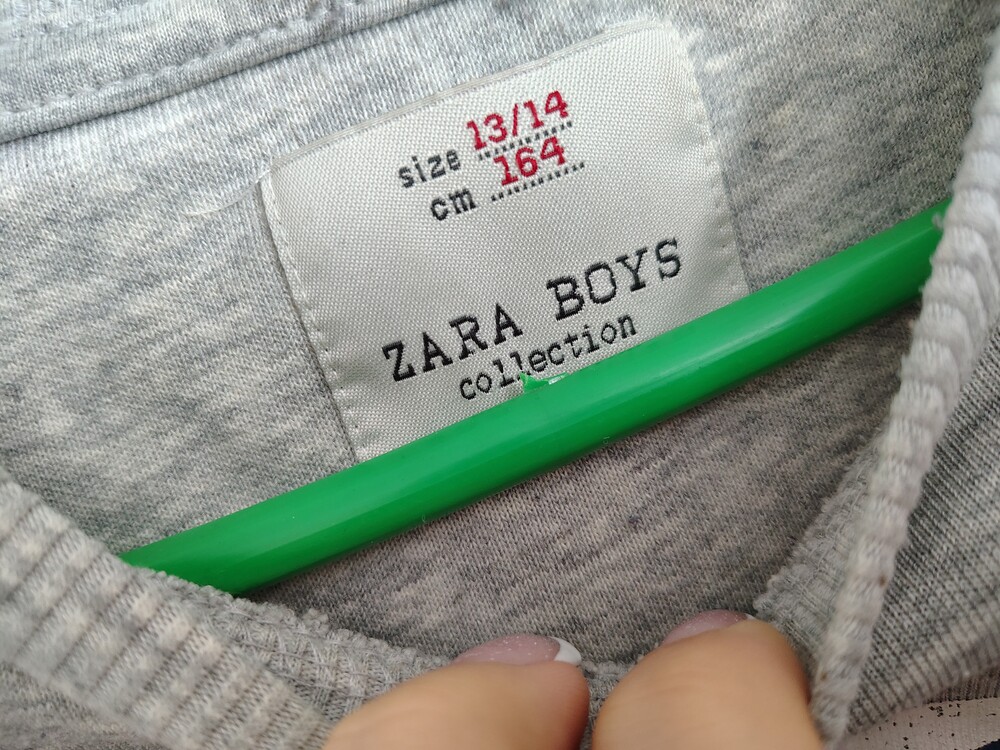 size 13/14
cm 164
ZARA BOYS
collection